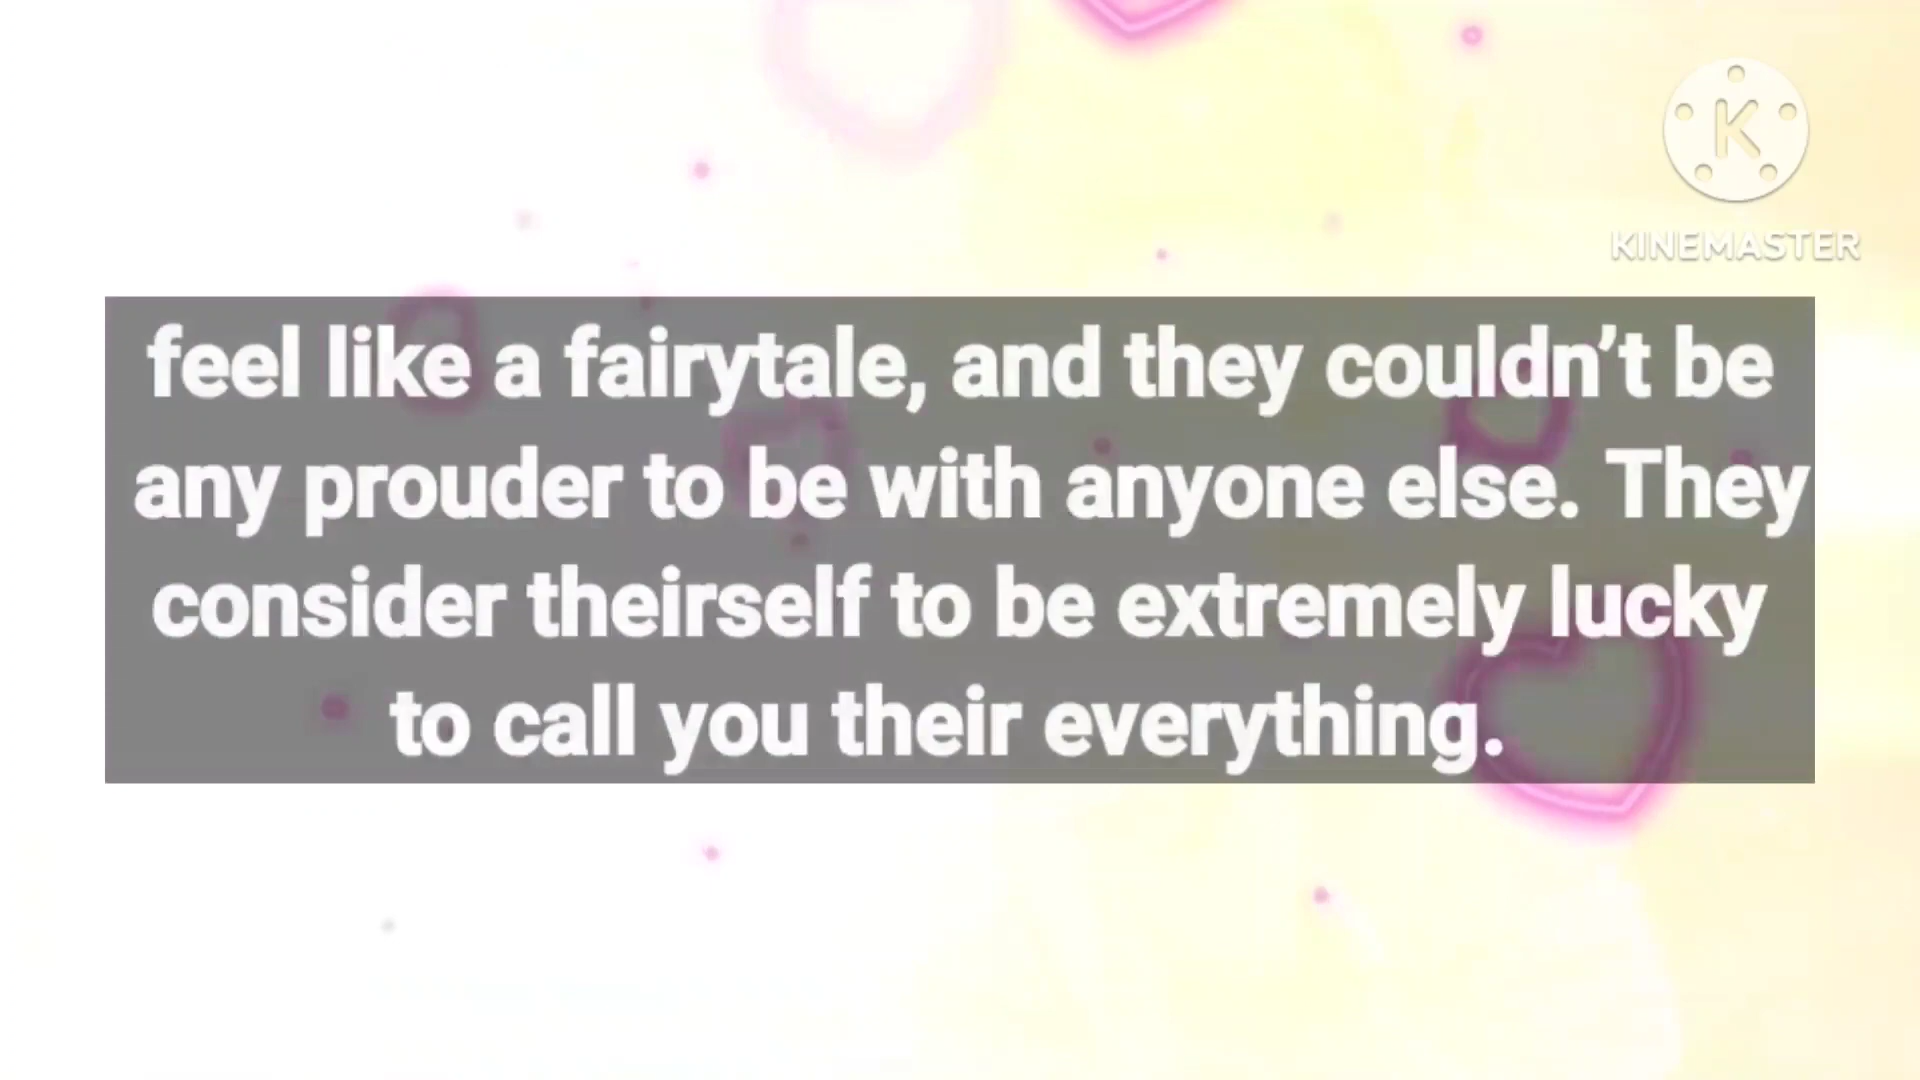 K
KINEMASTER
feel like a fairytale, and they couldn’t be
any prouder to be with anyone else. They
consider theirself to be extremely lucky
to call you their everything.